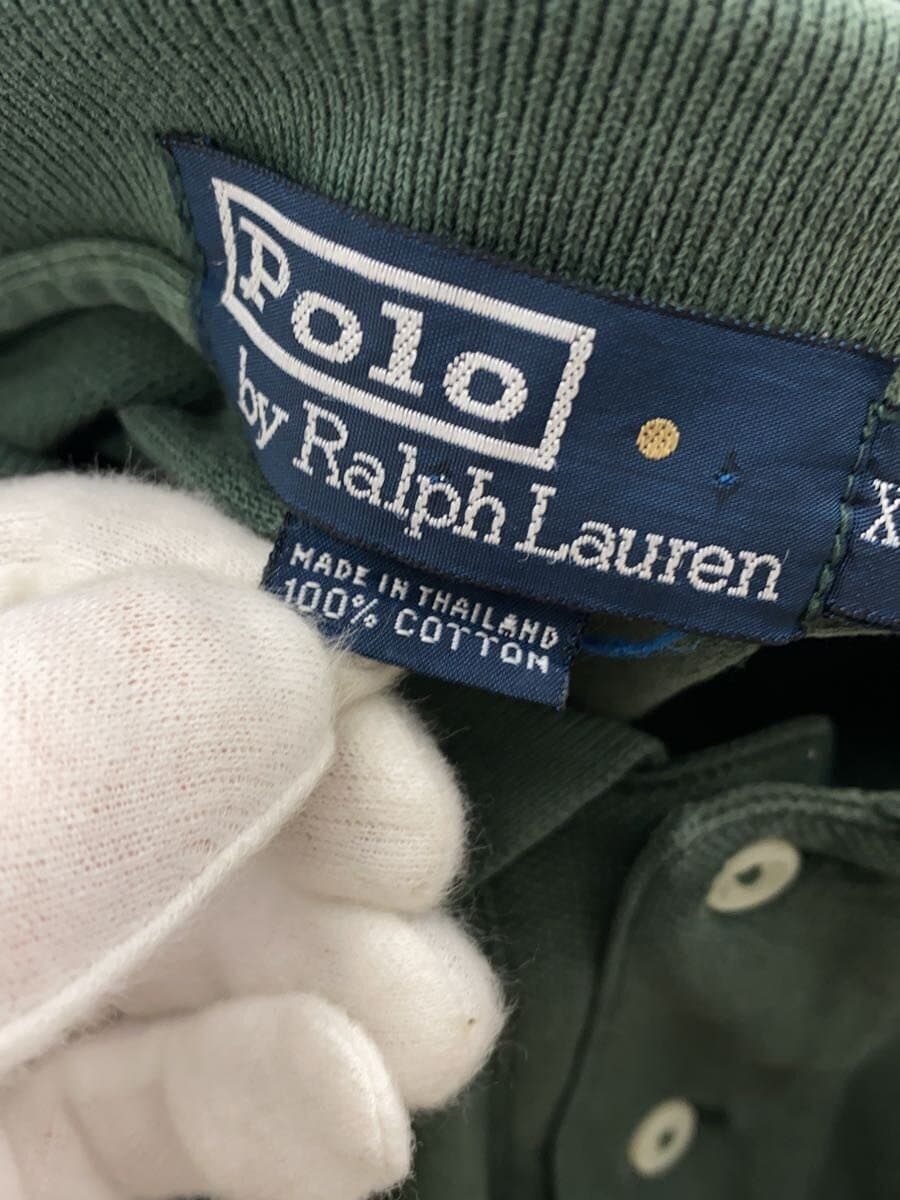 Polo
by Ralph Lauren
MADE IN THAILAND
100% COTTON